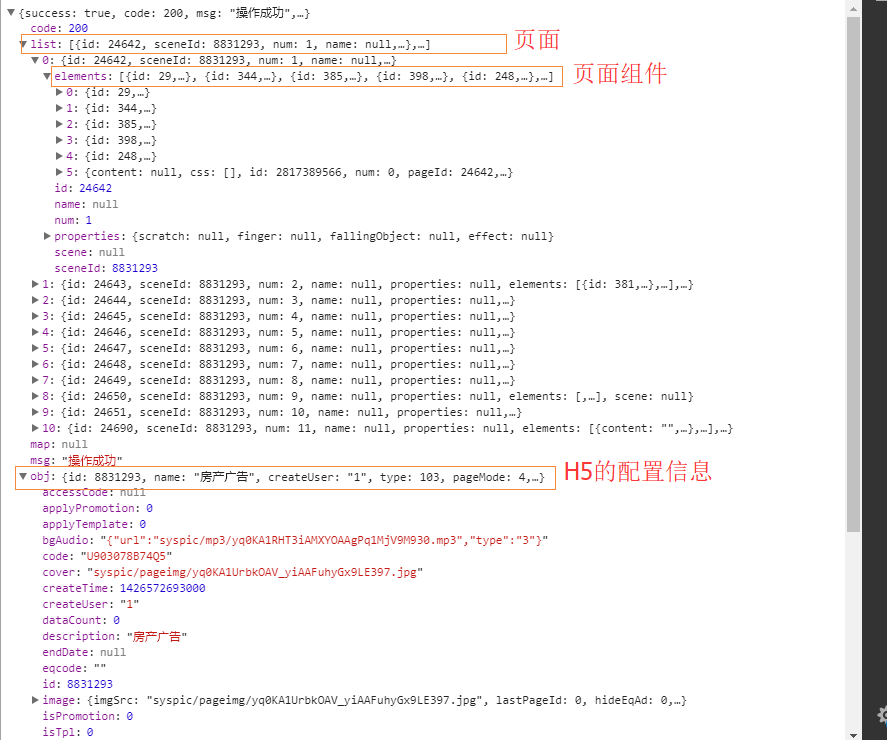 {success: true, code: 200, msg: "操作成功",…}
code: 200
list: [{id: 24642, sceneId: 8831293, num: 1, name: null,…},…] 页面
0: {id: 24642, sceneId: 8831293, num: 1, name: null,…}
elements: [{id: 29,…}, {id: 344,…}, {id: 385,…}, {id: 398,…}, {id: 248,…},…] 页面组件
0: {id: 29,…}
1: {id: 344,…}
2: {id: 385,…}
3: {id: 398,…}
4: {id: 248,…}
5: {content: null, css: [], id: 2817389566, num: 0, pageId: 24642,…}
id: 24642
name: null
num: 1
properties: {scratch: null, finger: null, fallingObject: null, effect: null}
scene: null
sceneId: 8831293
1: {id: 24643, sceneId: 8831293, num: 2, name: null, properties: null, elements: [{id: 381,…},…],…}
2: {id: 24644, sceneId: 8831293, num: 3, name: null, properties: null,…}
3: {id: 24645, sceneId: 8831293, num: 4, name: null, properties: null,…}
4: {id: 24646, sceneId: 8831293, num: 5, name: null, properties: null,…}
5: {id: 24647, sceneId: 8831293, num: 6, name: null, properties: null,…}
6: {id: 24648, sceneId: 8831293, num: 7, name: null, properties: null,…}
7: {id: 24649, sceneId: 8831293, num: 8, name: null, properties: null,…}
8: {id: 24650, sceneId: 8831293, num: 9, name: null, properties: null, elements: [,…], scene: null}
9: {id: 24651, sceneId: 8831293, num: 10, name: null, properties: null,…}
10: {id: 24690, sceneId: 8831293, num: 11, name: null, properties: null, elements: [{content: "",…},…],…}
map: null
msg: "操作成功"
obj: {id: 8831293, name: "房产广告", createUser: "1", type: 103, pageMode: 4,…} H5的配置信息
accessCode: null
applyPromotion: 0
applyTemplate: 0
bgAudio: "{"url":"syspic/mp3/yq0KA1RHT3iAMXYOAAgPq1MjV9M930.mp3","type":"3"}"
code: "U903078B74Q5"
cover: "syspic/pageimg/yq0KA1UrbkOAV_yiAAFuhyGx9LE397.jpg"
createTime: 1426572693000
createUser: "1"
dataCount: 0
description: "房产广告"
endDate: null
eqcode: ""
id: 8831293
image: {imgSrc: "syspic/pageimg/yq0KA1UrbkOAV_yiAAFuhyGx9LE397.jpg", lastPageId: 0, hideEqAd: 0,…}
isPromotion: 0
isTpl: 0